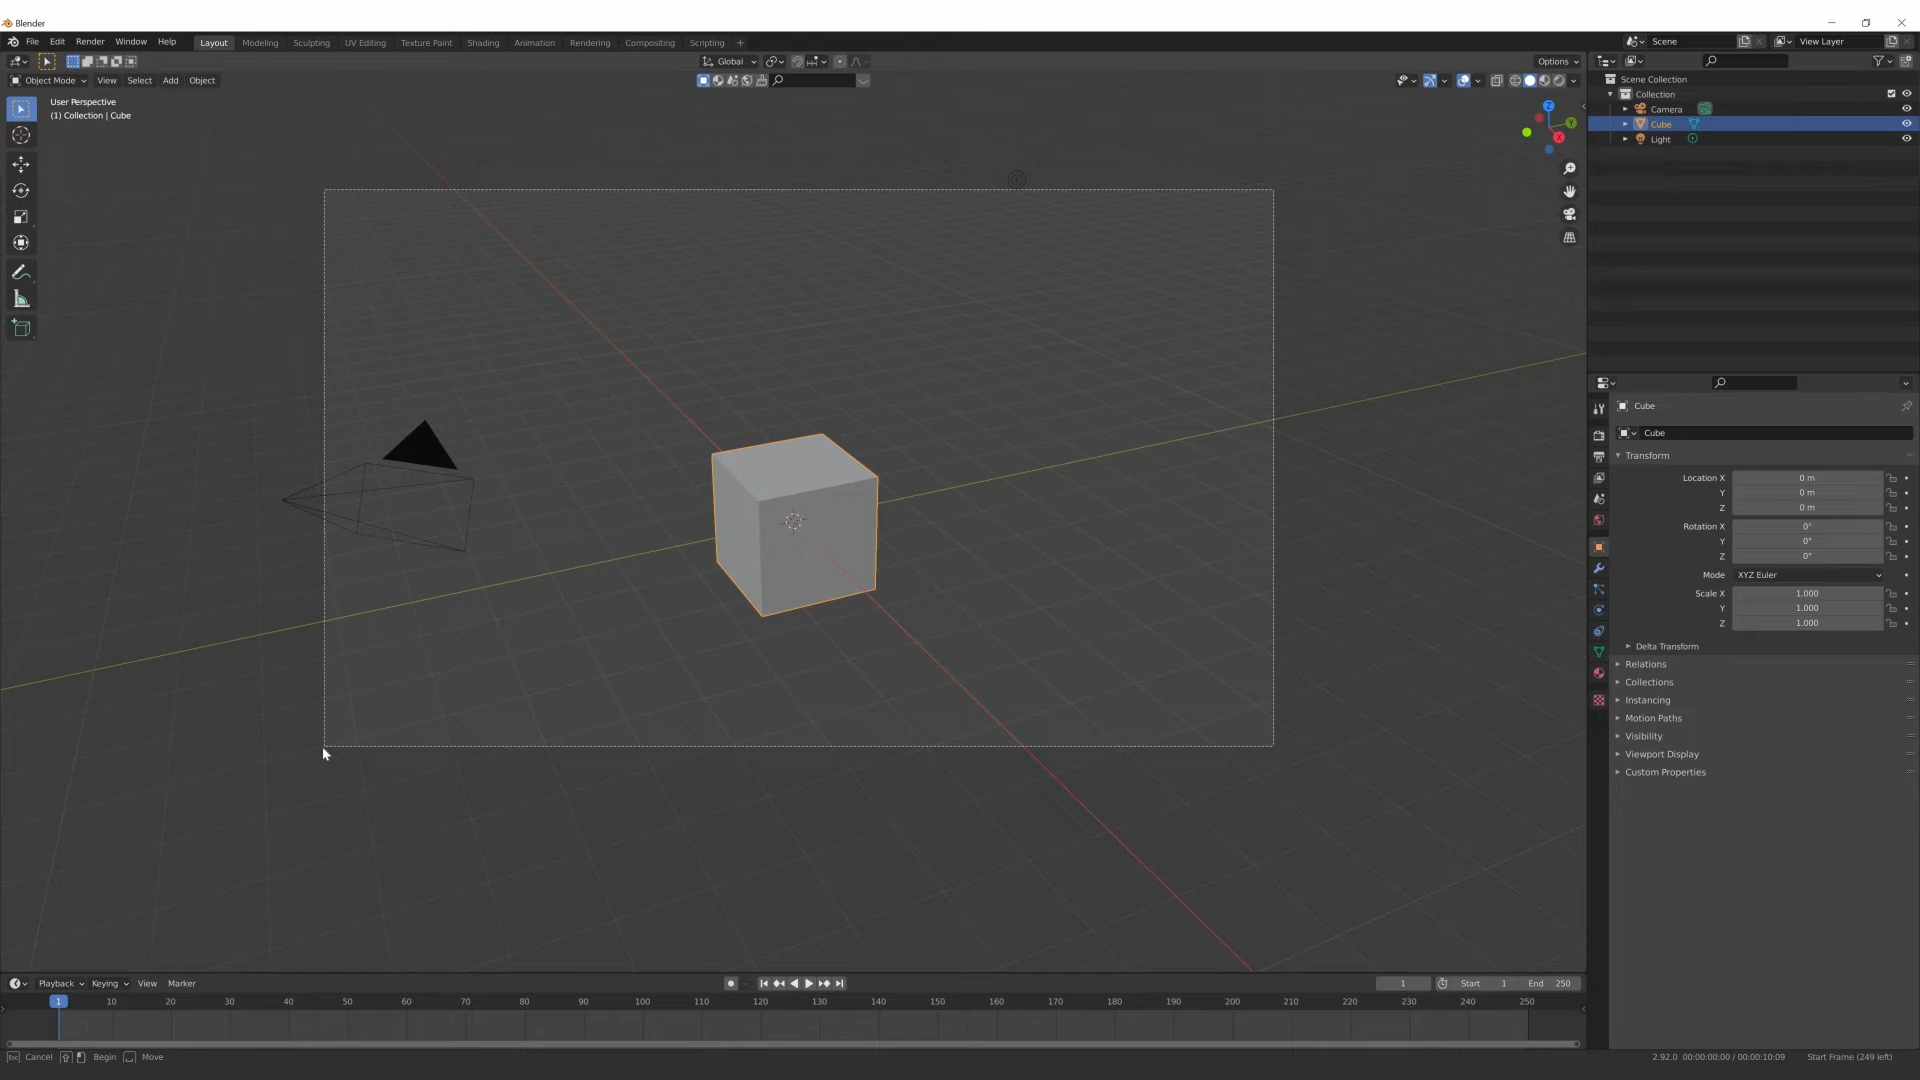 Blender
File Edit Render Window Help Layout Modeling Sculpting UV Editing Texture Paint Shading Animation Rendering Compositing Scripting + Scene View Layer
Global Options
Object Mode View Select Add Object
User Perspective
(1) Collection | Cube
Z
Y
X
Scene Collection
Collection
Camera
Cube
Light
Cube
Cube
Transform
Location X 0 m
Y 0 m
Z 0 m
Rotation X 0°
Y 0°
Z 0°
Mode XYZ Euler
Scale X 1.000
Y 1.000
Z 1.000
Delta Transform
Relations
Collections
Instancing
Motion Paths
Visibility
Viewport Display
Custom Properties
Playback Keying View Marker 1 Start 1 End 250
1 10 20 30 40 50 60 70 80 90 100 110 120 130 140 150 160 170 180 190 200 210 220 230 240 250
Esc Cancel Begin Move 2.92.0 00:00:00:00 / 00:00:10:09 Start Frame (249 left)